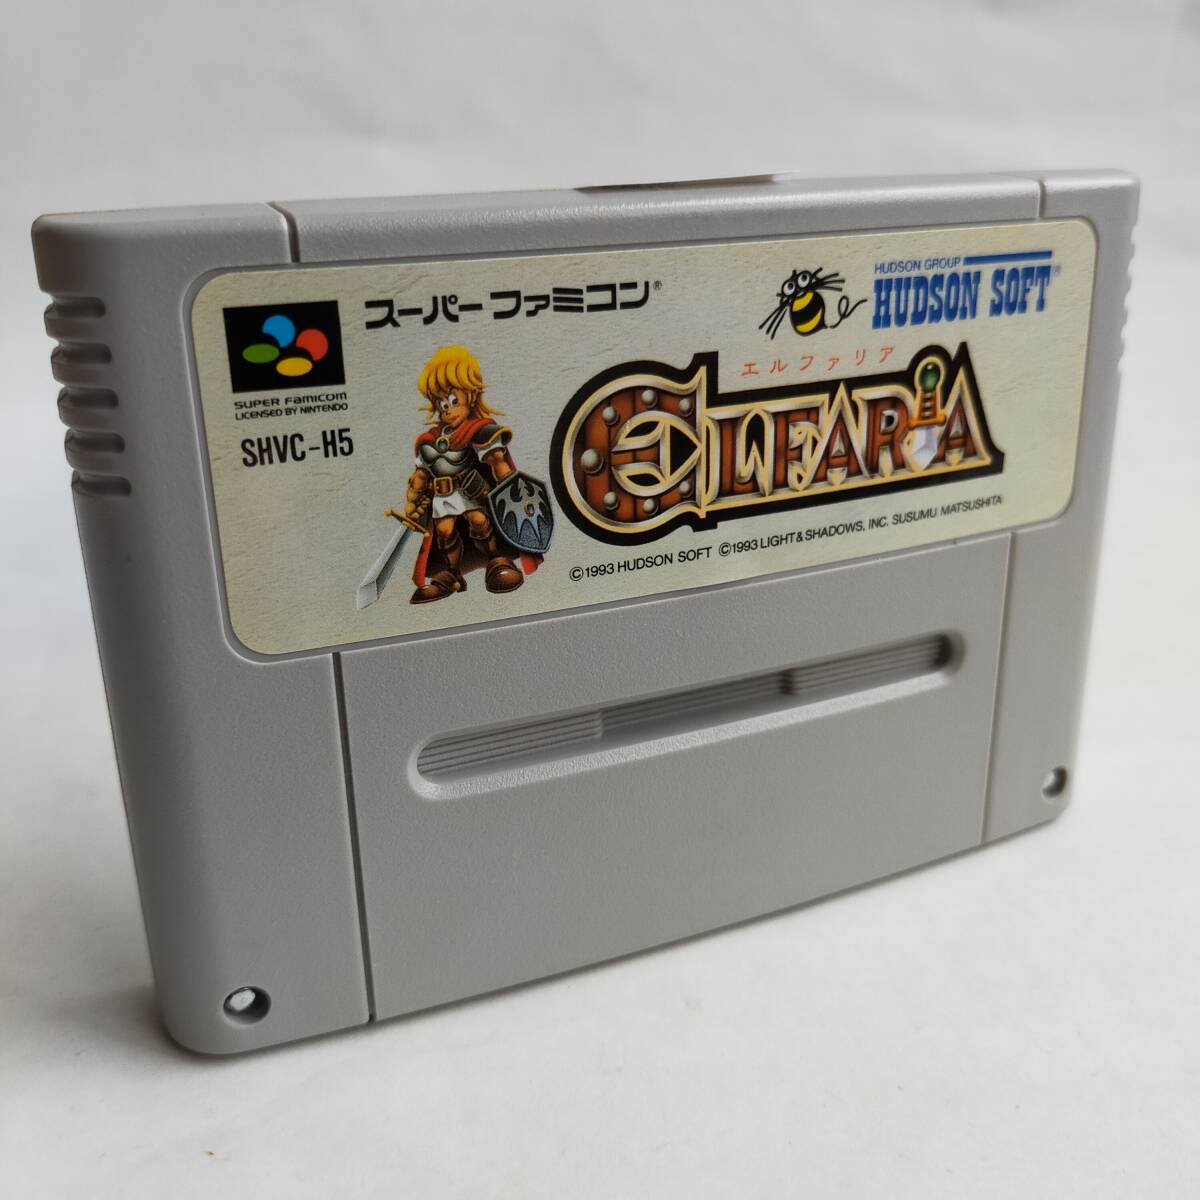 スーパーファミコン®
HUDSON GROUP
HUDSON SOFT®
SUPER FAMICOM
LICENSED BY NINTENDO
SHVC-H5
エルファリア
ELFARIA
©1993 HUDSON SOFT ©1993 LIGHT & SHADOWS, INC. SUSUMU MATSUSHITA